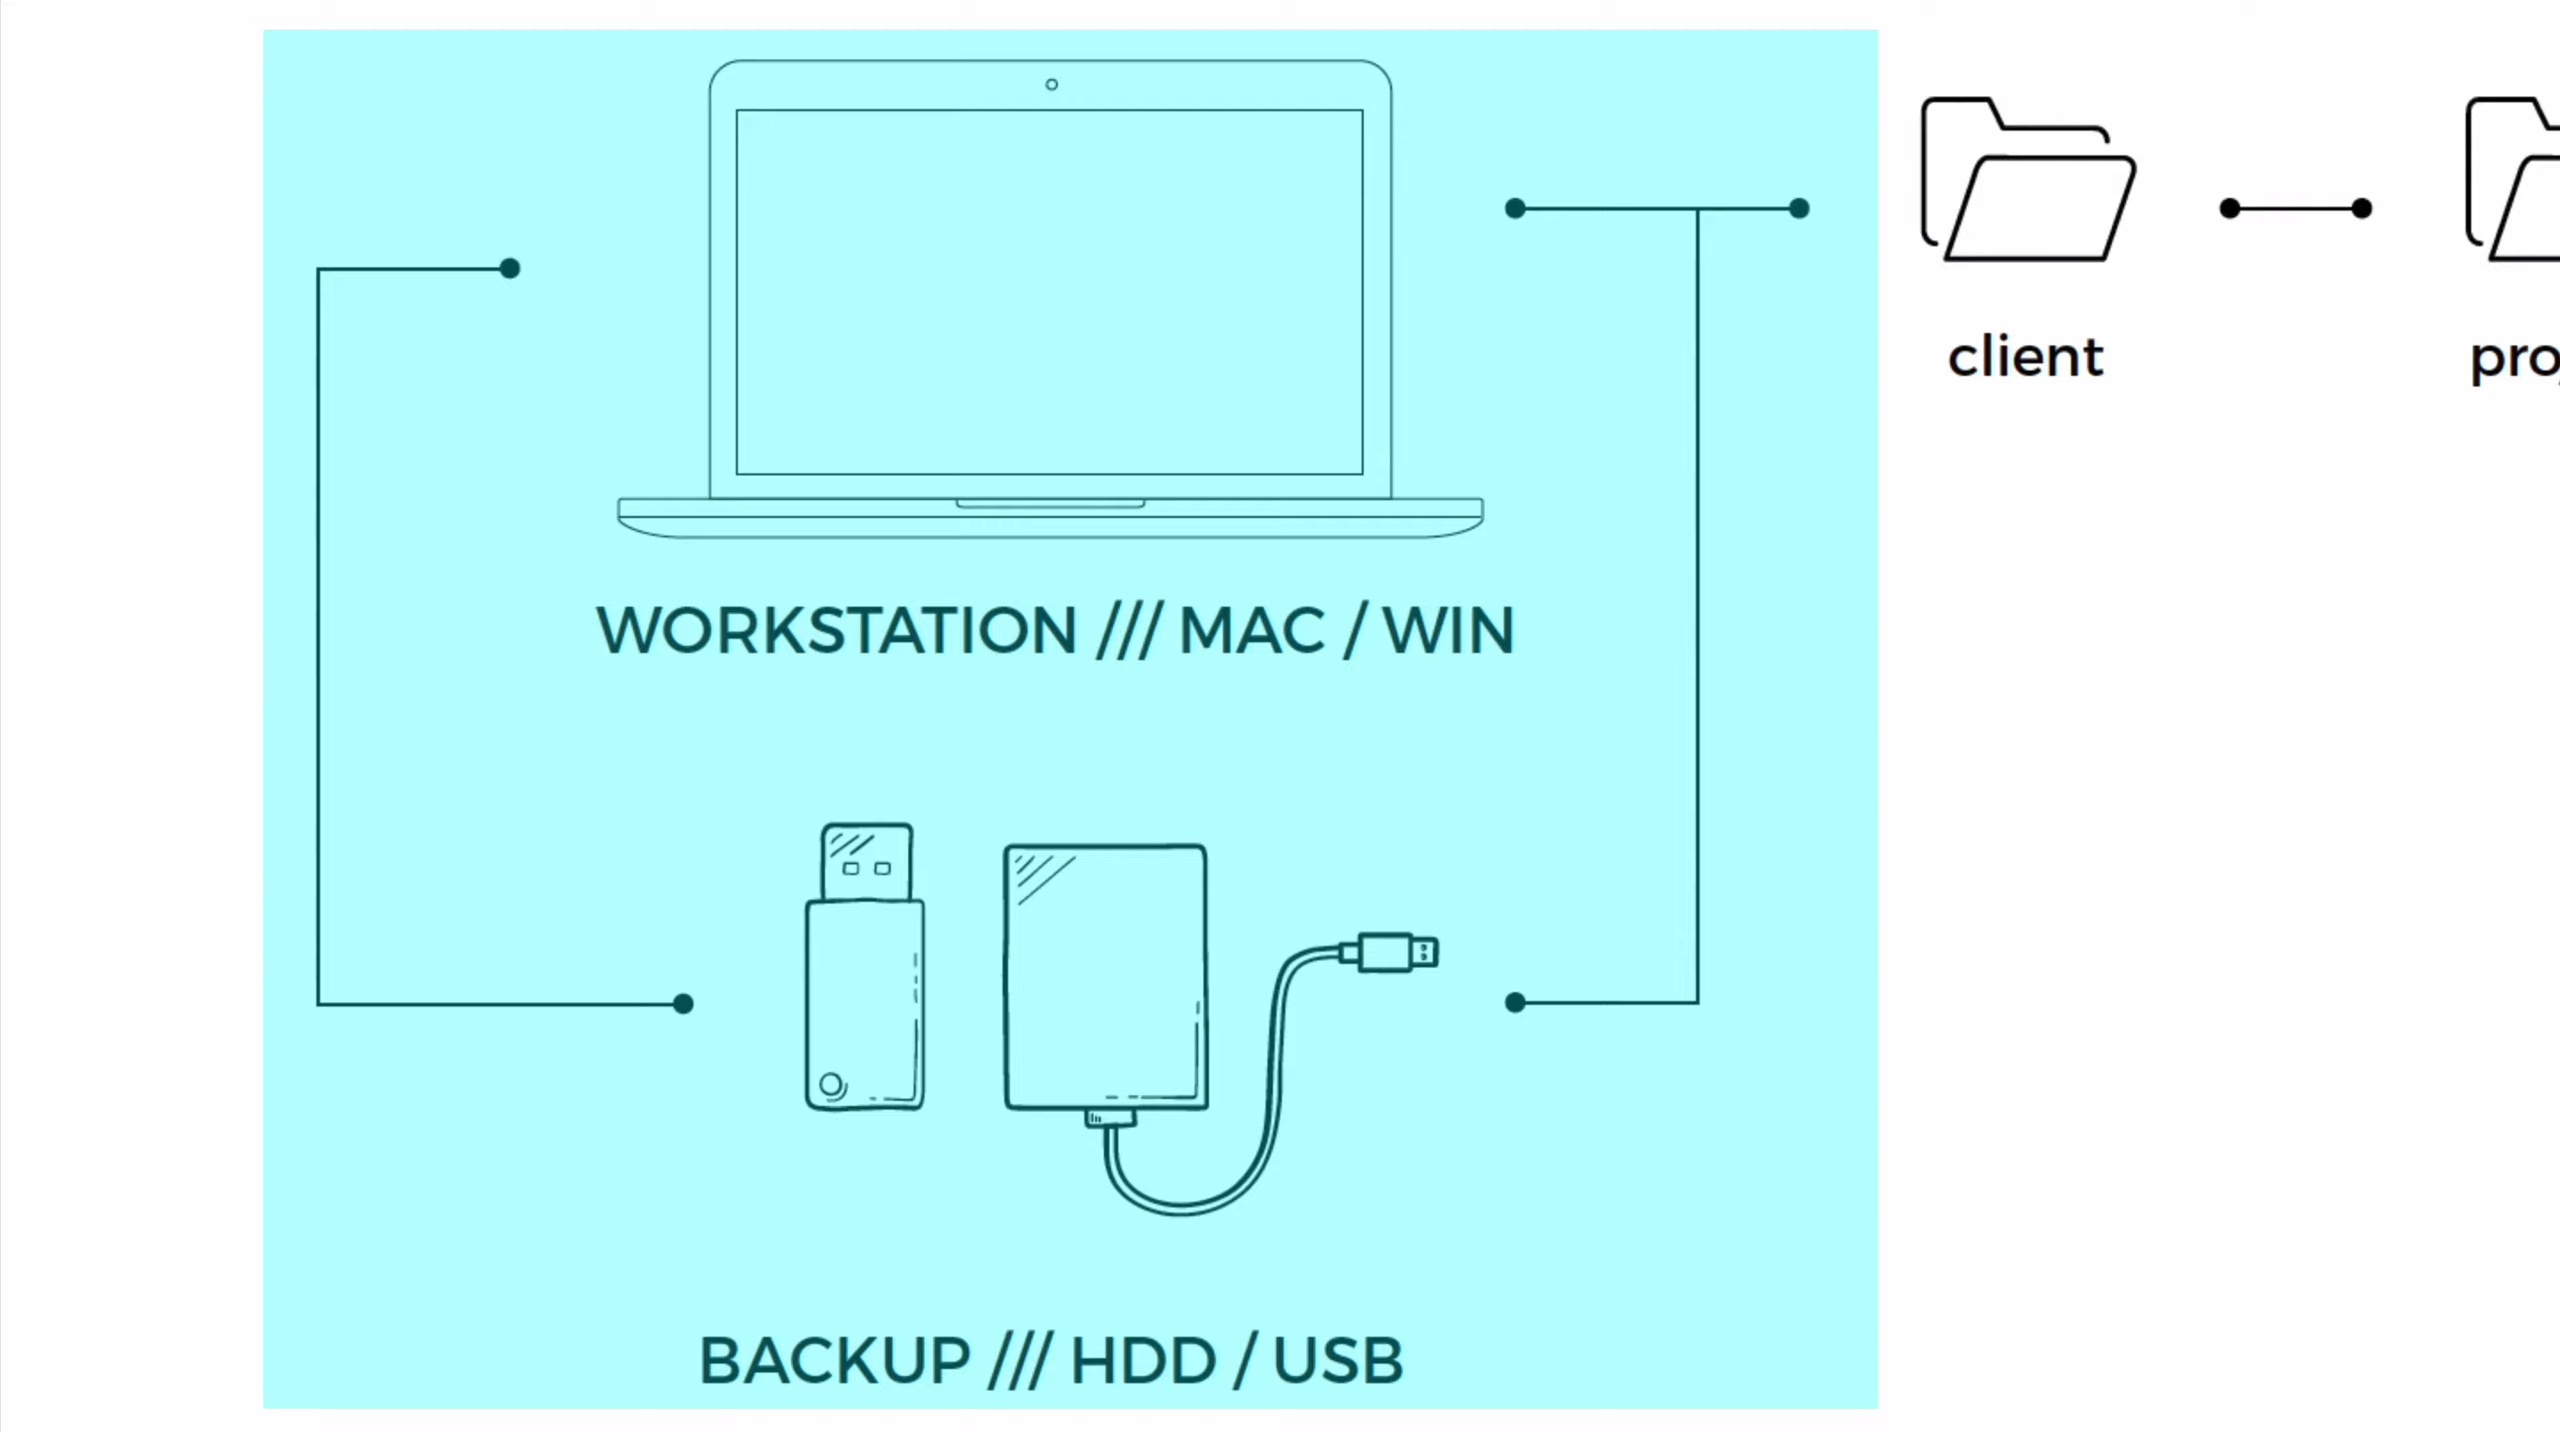 client
WORKSTATION /// MAC / WIN
BACKUP /// HDD / USB